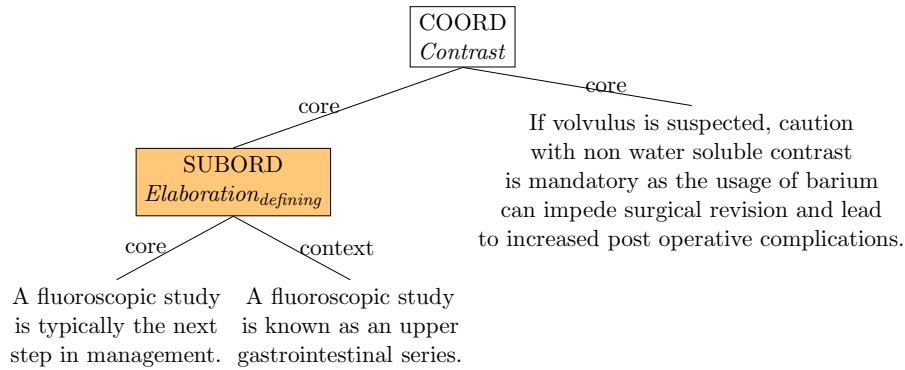 COORD
Contrast
core
core
SUBORD
Elaboration_defining
If volvulus is suspected, caution
with non water soluble contrast
is mandatory as the usage of barium
can impede surgical revision and lead
to increased post operative complications.
core
context
A fluoroscopic study
is typically the next
step in management.
A fluoroscopic study
is known as an upper
gastrointestinal series.